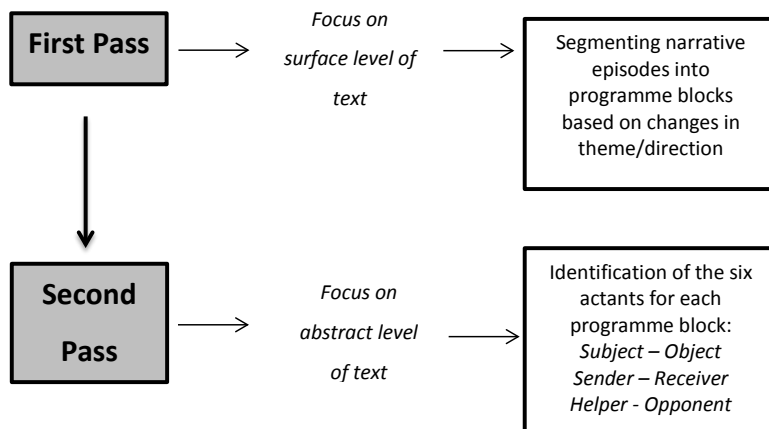 First Pass
Focus on
surface level of
text
Segmenting narrative
episodes into
programme blocks
based on changes in
theme/direction
Second
Pass
Focus on
abstract level
of text
Identification of the six
actants for each
programme block:
Subject – Object
Sender – Receiver
Helper - Opponent